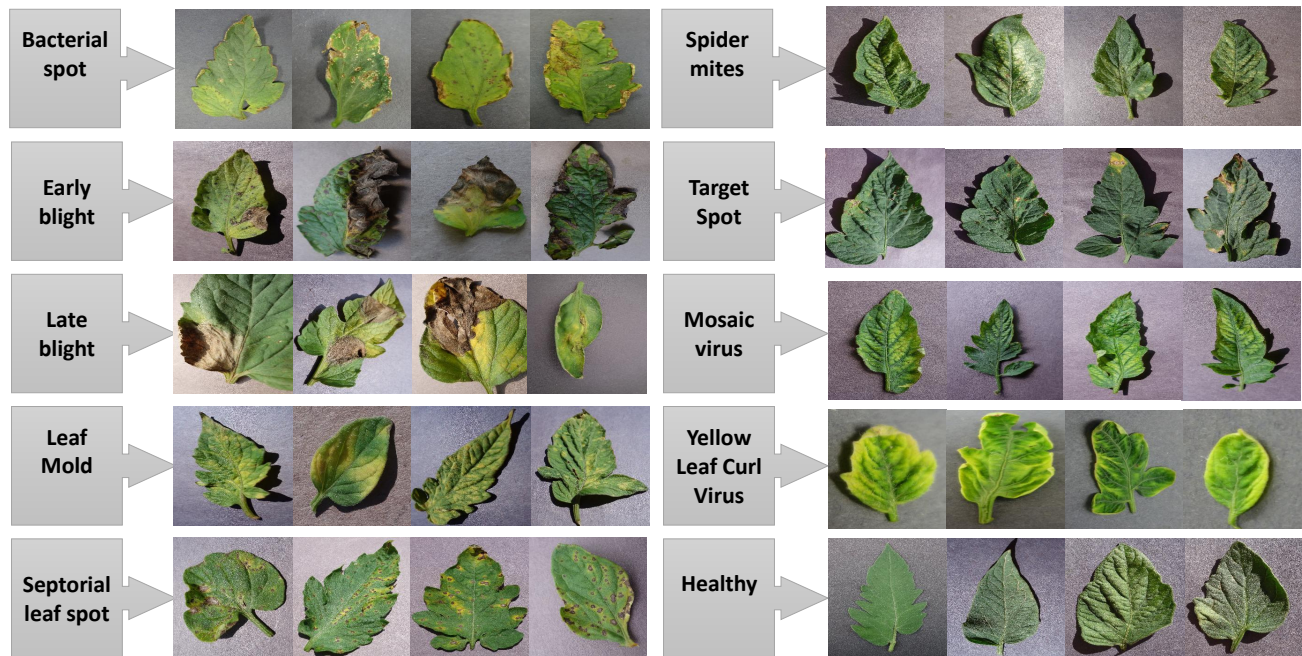 Bacterial
spot
Early
blight
Late
blight
Leaf
Mold
Septorial
leaf spot
Spider
mites
Target
Spot
Mosaic
virus
Yellow
Leaf Curl
Virus
Healthy